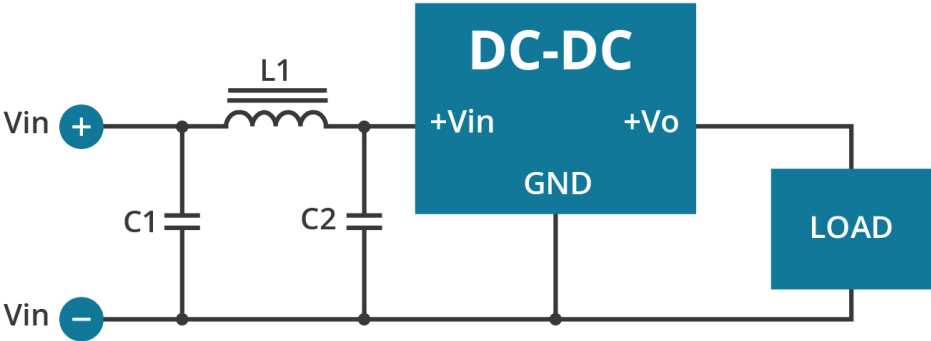 DC-DC
L1
Vin +
+Vin
+Vo
GND
C1
C2
LOAD
Vin −